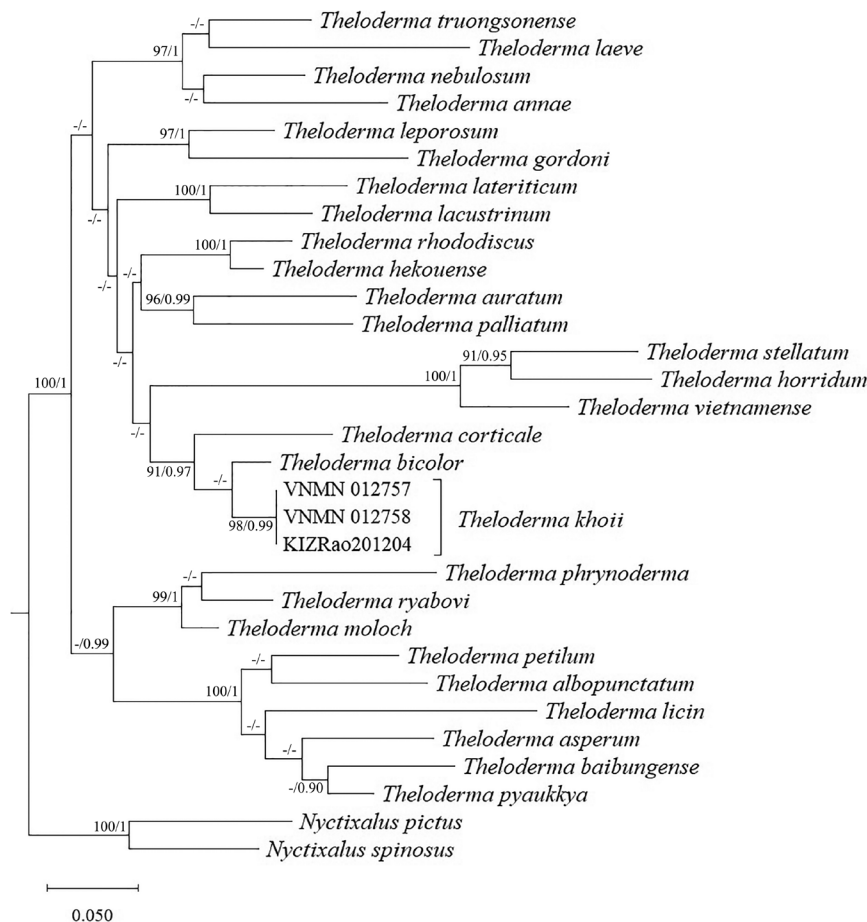 Theloderma truongsonense
-/-
97/1
Theloderma laeve
Theloderma nebulosum
-/-
Theloderma annae
-/-
Theloderma leporosum
97/1
Theloderma gordoni
-/-
Theloderma lateriticum
100/1
Theloderma lacustrinum
-/-
Theloderma rhododiscus
100/1
Theloderma hekouense
-/-
Theloderma auratum
96/0.99
Theloderma palliatum
-/-
Theloderma stellatum
91/0.95
100/1
Theloderma horridum
100/1
Theloderma vietnamense
-/-
Theloderma corticale
91/0.97
Theloderma bicolor
-/-
VNMN 012757
VNMN 012758
98/0.99
KIZRao201204
Theloderma khoii
Theloderma phrynoderma
-/-
99/1
Theloderma ryabovi
Theloderma moloch
-/0.99
Theloderma petilum
-/-
100/1
Theloderma albopunctatum
Theloderma licin
-/-
Theloderma asperum
-/-
Theloderma baibungense
-/0.90
Theloderma pyaukkya
Nyctixalus pictus
100/1
Nyctixalus spinosus
0.050